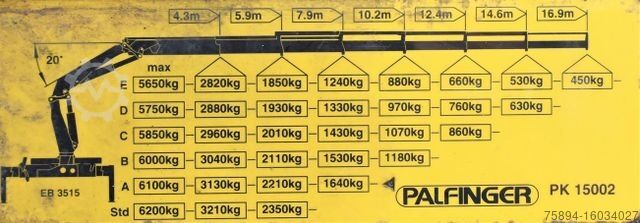 4.3m 5.9m 7.9m 10.2m 12.4m 14.6m 16.9m
20°
max
E 5650kg 2820kg 1850kg 1240kg 880kg 660kg 530kg 450kg
D 5750kg 2880kg 1930kg 1330kg 970kg 760kg 630kg
C 5850kg 2960kg 2010kg 1430kg 1070kg 860kg
B 6000kg 3040kg 2110kg 1530kg 1180kg
A 6100kg 3130kg 2210kg 1640kg
Std 6200kg 3210kg 2350kg
EB 3515
PALFINGER PK 15002
75894-16034027